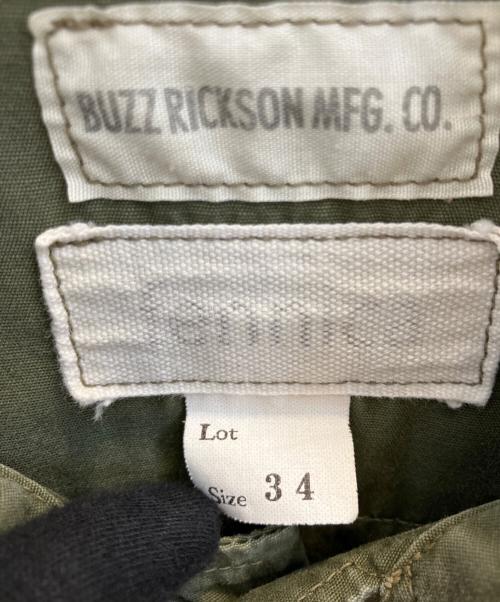 BUZZ RICKSON MFG. CO.
Lot
Size 34